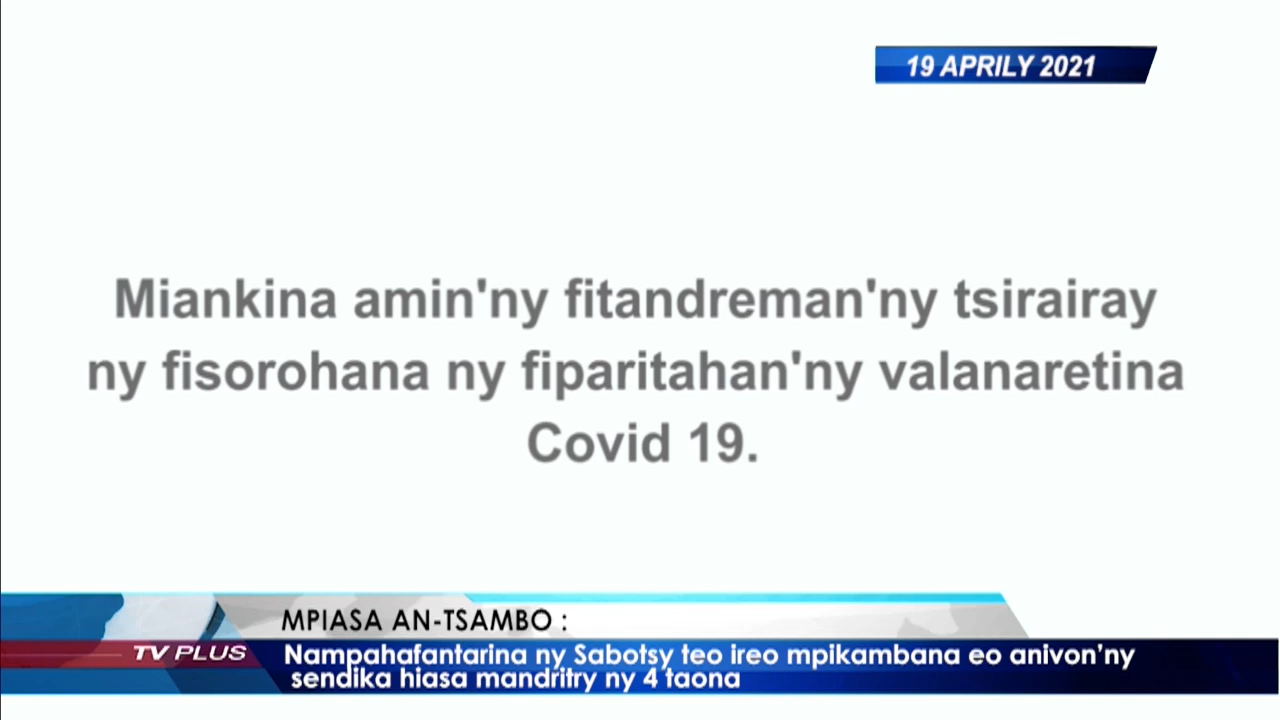 19 APRILY 2021
Miankina amin'ny fitandreman'ny tsirairay
ny fisorohana ny fiparitahan'ny valanaretina
Covid 19.
MPIASA AN-TSAMBO :
TV PLUS
Nampahafantarina ny Sabotsy teo ireo mpikambana eo anivon'ny
sendika hiasa mandritry ny 4 taona